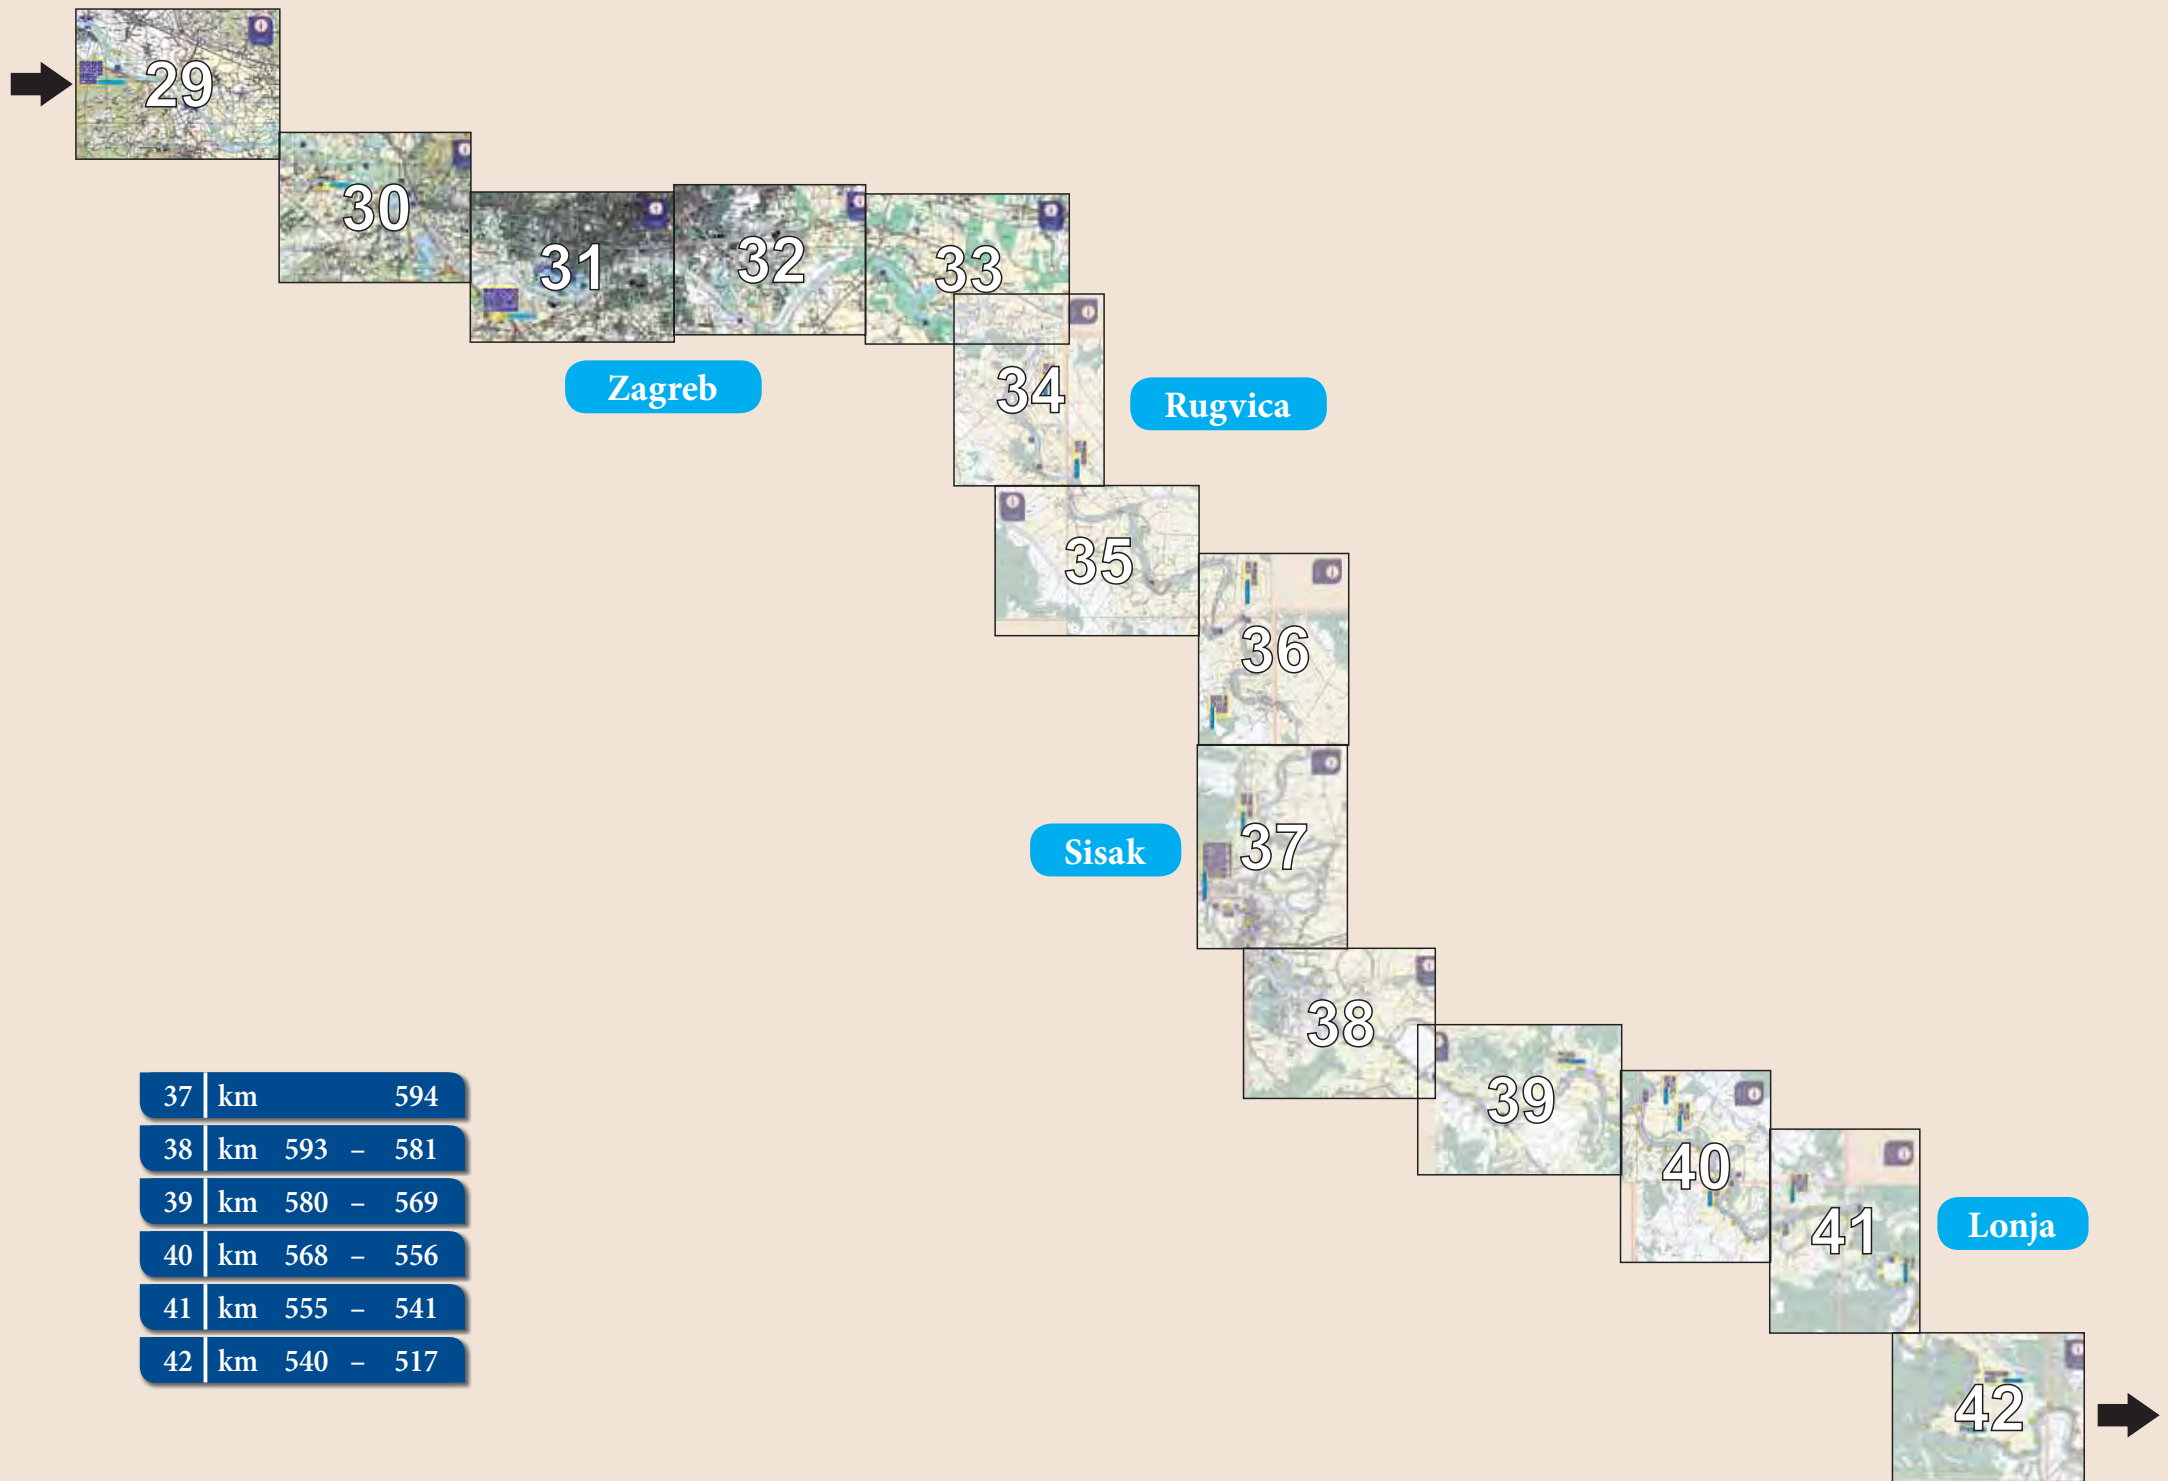 29
30
31
32
33
Zagreb
34
Rugvica
35
36
37
Sisak
38
39
40
41
Lonja
42
37 km 594
38 km 593 – 581
39 km 580 – 569
40 km 568 – 556
41 km 555 – 541
42 km 540 – 517